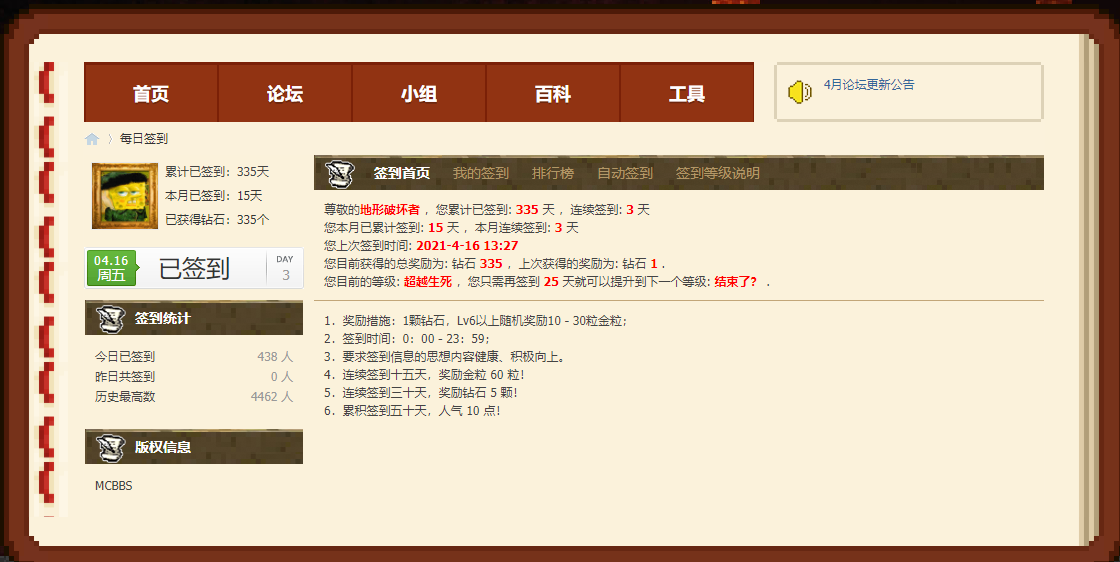 首页 论坛 小组 百科 工具
4月论坛更新公告
每日签到
累计已签到：335天
本月已签到：15天
已获得钻石：335个
04.16
周五
已签到
DAY
3
签到统计
今日已签到 438 人
昨日共签到 0 人
历史最高数 4462 人
版权信息
MCBBS
签到首页 我的签到 排行榜 自动签到 签到等级说明
尊敬的地形破坏者 ，您累计已签到: 335 天 ，连续签到: 3 天
您本月已累计签到: 15 天 ，本月连续签到: 3 天
您上次签到时间: 2021-4-16 13:27
您目前获得的总奖励为: 钻石 335 ，上次获得的奖励为: 钻石 1 .
您目前的等级: 超越生死 ，您只需再签到 25 天就可以提升到下一个等级: 结束了？ .
1．奖励措施：1颗钻石，Lv6以上随机奖励10 - 30粒金粒；
2．签到时间：0：00 - 23：59；
3．要求签到信息的思想内容健康、积极向上。
4．连续签到十五天，奖励金粒 60 粒！
5．连续签到三十天，奖励钻石 5 颗！
6．累积签到五十天，人气 10 点！